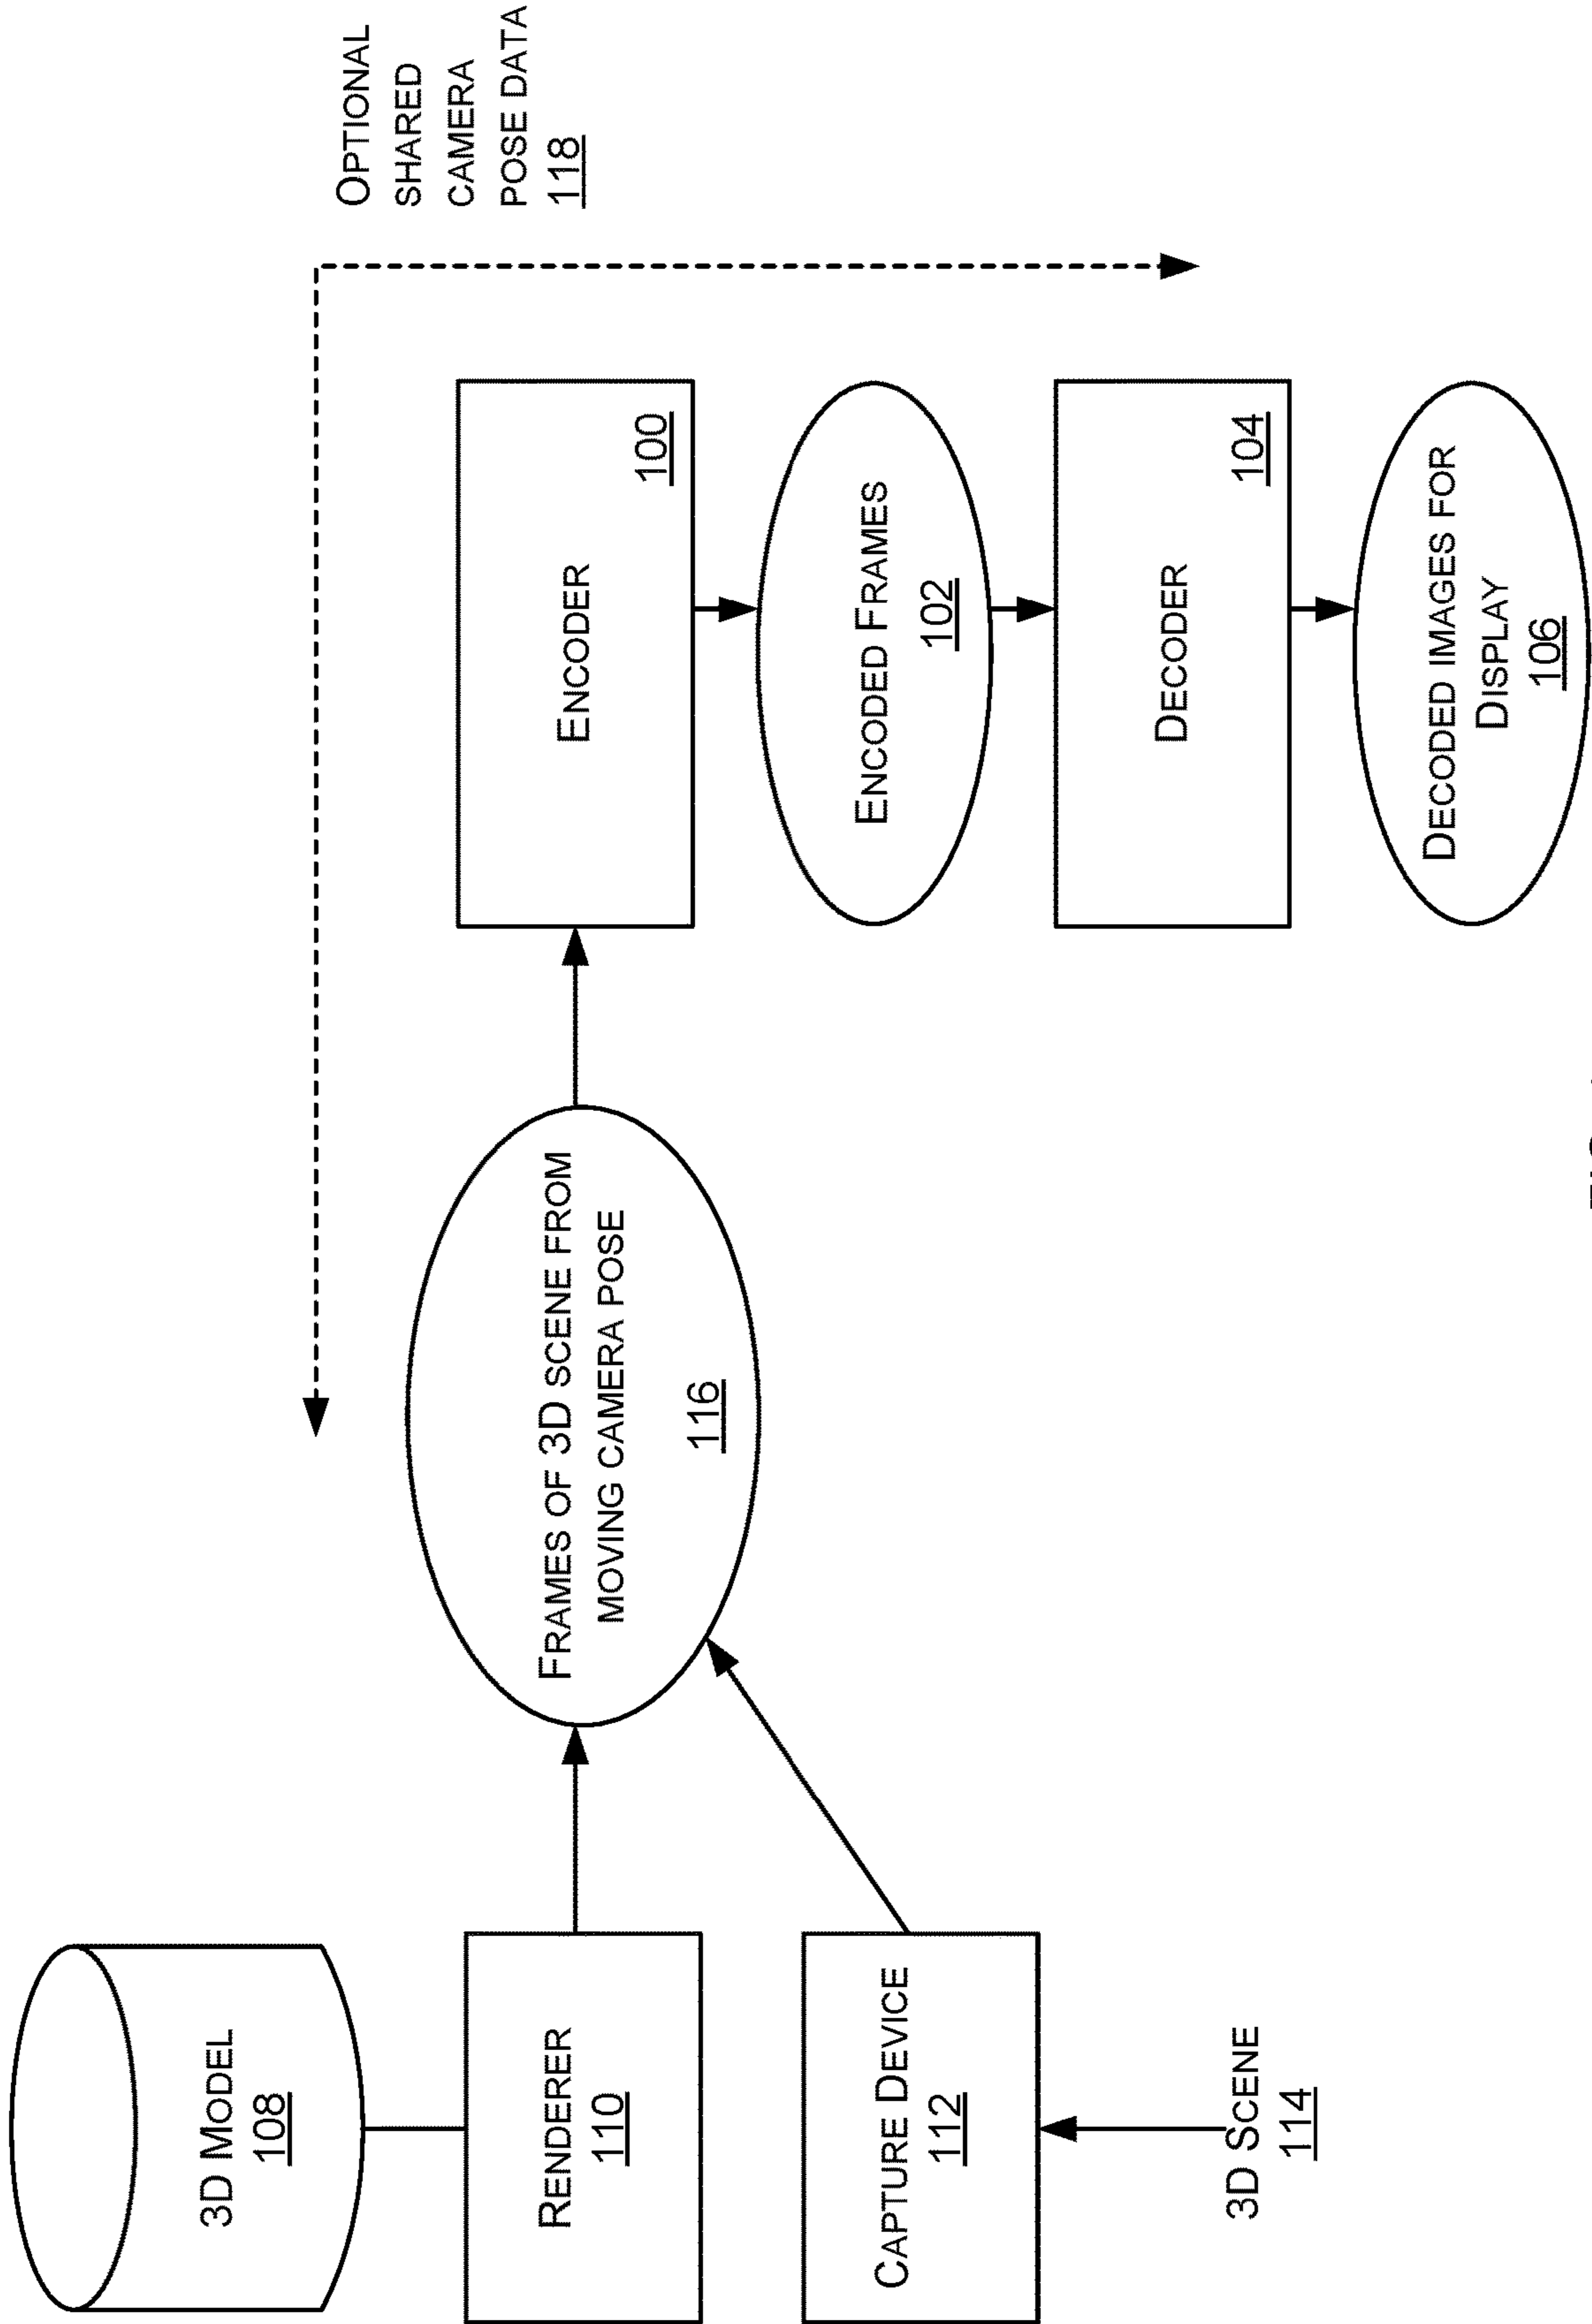 3D MODEL
108
RENDERER
110
CAPTURE DEVICE
112
3D SCENE
114
FRAMES OF 3D SCENE FROM
MOVING CAMERA POSE
116
OPTIONAL
SHARED
CAMERA
POSE DATA
118
ENCODER
100
ENCODED FRAMES
102
DECODER
104
DECODED IMAGES FOR
DISPLAY
106